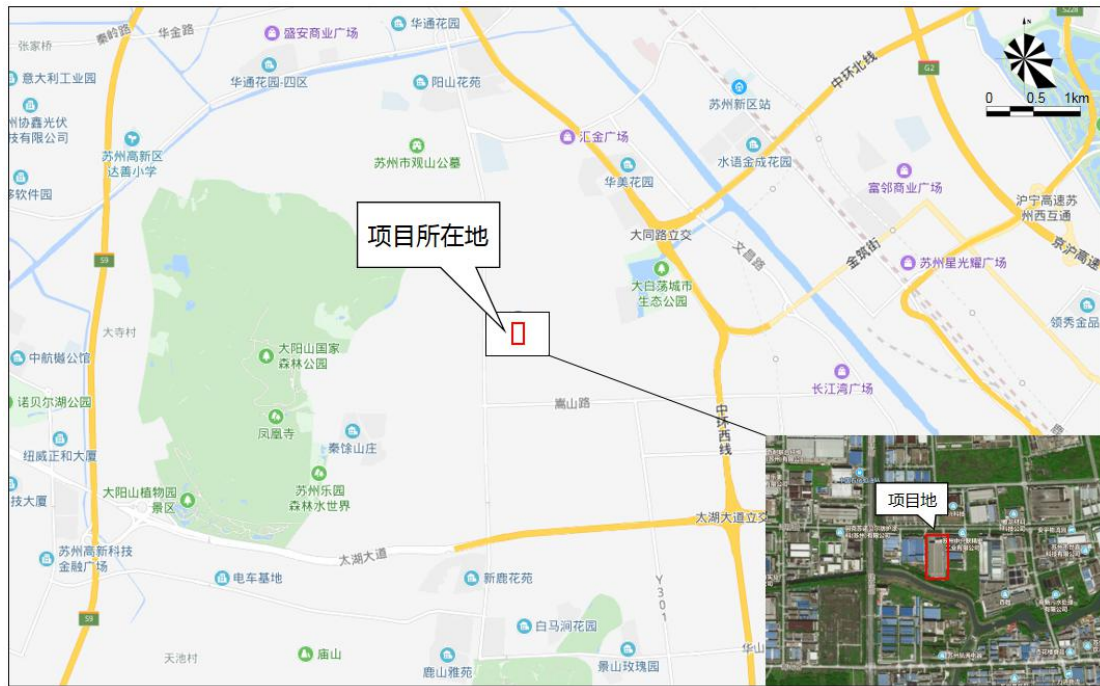 张家桥
秦岭路
华金路
盛安商业广场
华通花园
意大利工业园
华通花园-四区
阳山花苑
中环北线
G2
S228
N
0 0.5 1km
苏州新区站
州协鑫光伏
技有限公司
苏州高新区
达善小学
汇金广场
苏州市观山公墓
水语金成花园
华美花园
富邻商业广场
沪宁高速苏
州西互通
项目所在地
大同路立交
文昌路
金筑街
京沪高速
S9
苏州星光耀广场
大白荡城市
生态公园
领秀金品
大寺村
中航樾公馆
大阳山国家
森林公园
长江湾广场
诺贝尔湖公园
嵩山路
中环西线
凤凰寺
秦馀山庄
纽威正和大厦
苏州乐园
森林水世界
大阳山植物园
景区
技大厦
项目地
太湖大道立交
太湖大道
苏州高新科技
金融广场
电车基地
新鹿花苑
Y301
S9
白马涧花园
天池村
庙山
鹿山雅苑
景山玫瑰园
华山